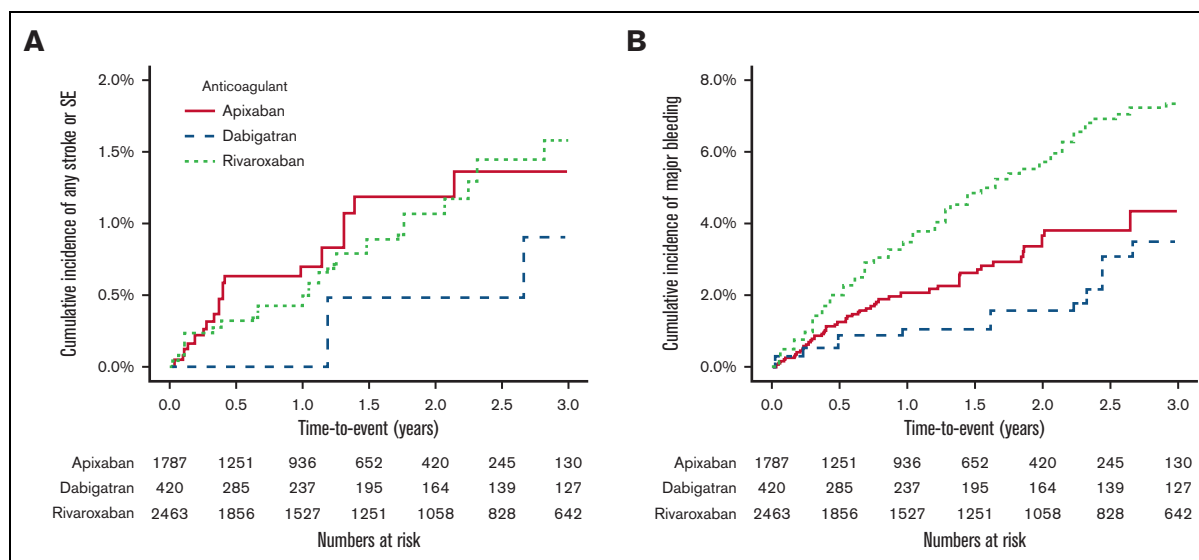 A
Cumulative incidence of any stroke or SE
2.0%
1.5%
1.0%
0.5%
0.0%
Anticoagulant
Apixaban
Dabigatran
Rivaroxaban
0.0 0.5 1.0 1.5 2.0 2.5 3.0
Time-to-event (years)
Apixaban 1787 1251 936 652 420 245 130
Dabigatran 420 285 237 195 164 139 127
Rivaroxaban 2463 1856 1527 1251 1058 828 642
Numbers at risk
B
Cumulative incidence of major bleeding
8.0%
6.0%
4.0%
2.0%
0.0%
0.0 0.5 1.0 1.5 2.0 2.5 3.0
Time-to-event (years)
Apixaban 1787 1251 936 652 420 245 130
Dabigatran 420 285 237 195 164 139 127
Rivaroxaban 2463 1856 1527 1251 1058 828 642
Numbers at risk